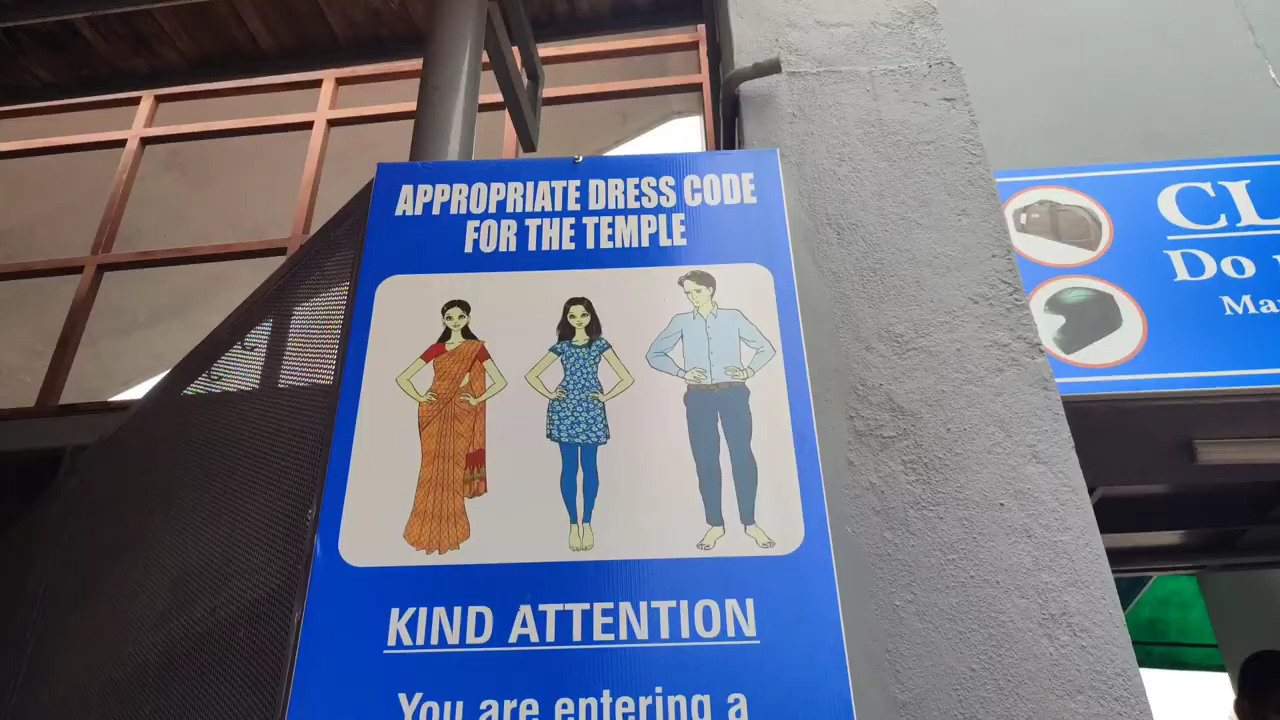 APPROPRIATE DRESS CODE
FOR THE TEMPLE
KIND ATTENTION
You are entering a
CL
Do
Ma